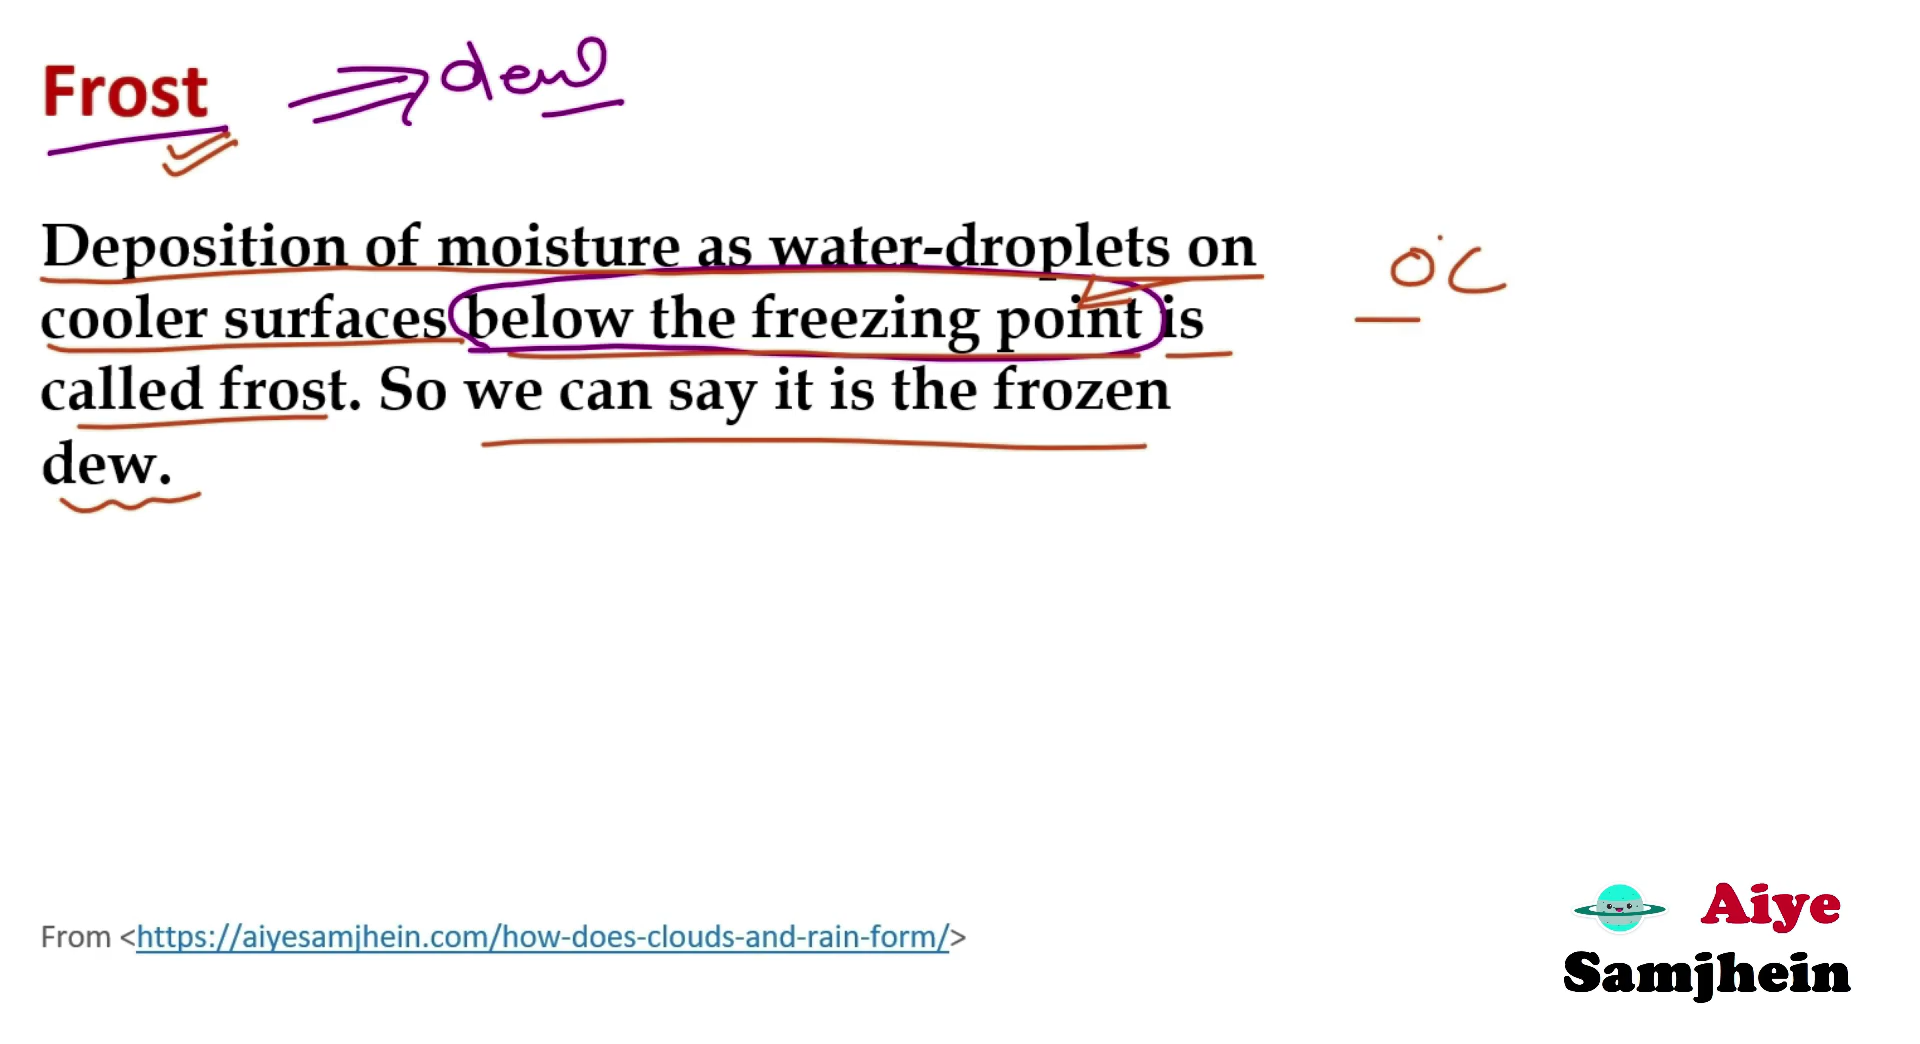 Frost
dew
Deposition of moisture as water-droplets on
cooler surfaces below the freezing point is
called frost. So we can say it is the frozen
dew.
0°C
From <https://aiyesamjhein.com/how-does-clouds-and-rain-form/>
Aiye
Samjhein